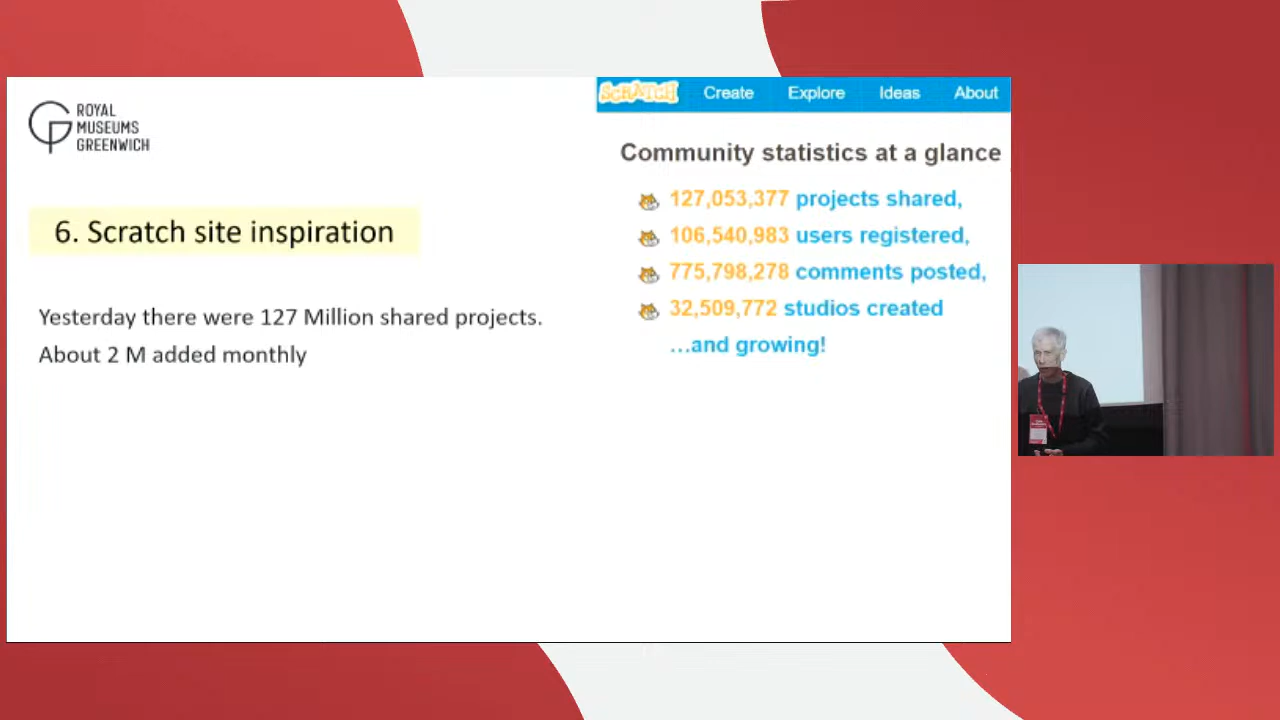 ROYAL
MUSEUMS
GREENWICH
6. Scratch site inspiration
Yesterday there were 127 Million shared projects.
About 2 M added monthly
SCRATCH Create Explore Ideas About
Community statistics at a glance
127,053,377 projects shared,
106,540,983 users registered,
775,798,278 comments posted,
32,509,772 studios created
...and growing!